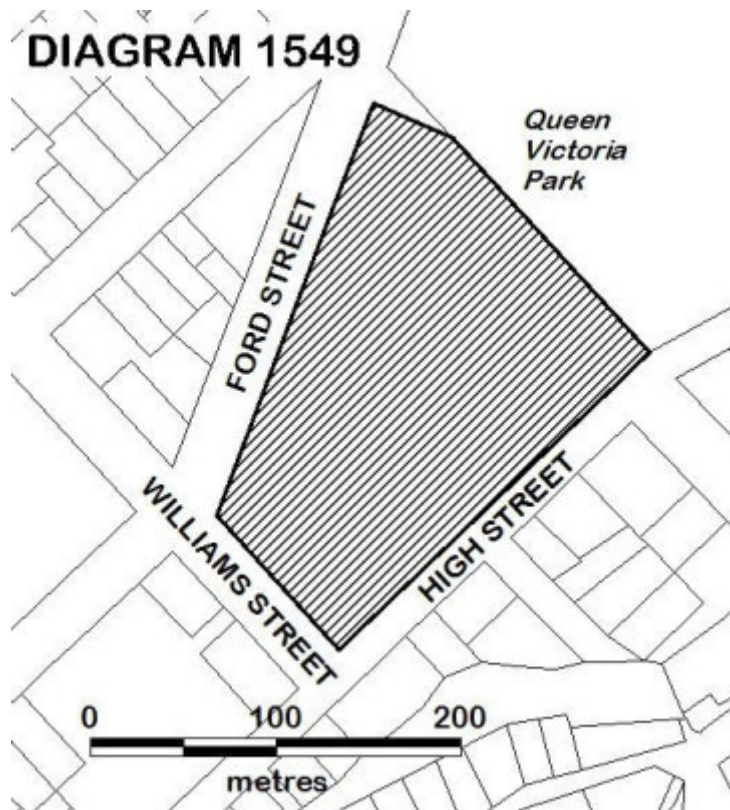 DIAGRAM 1549
Queen
Victoria
Park
FORD STREET
WILLIAMS STREET
HIGH STREET
0 100 200
metres